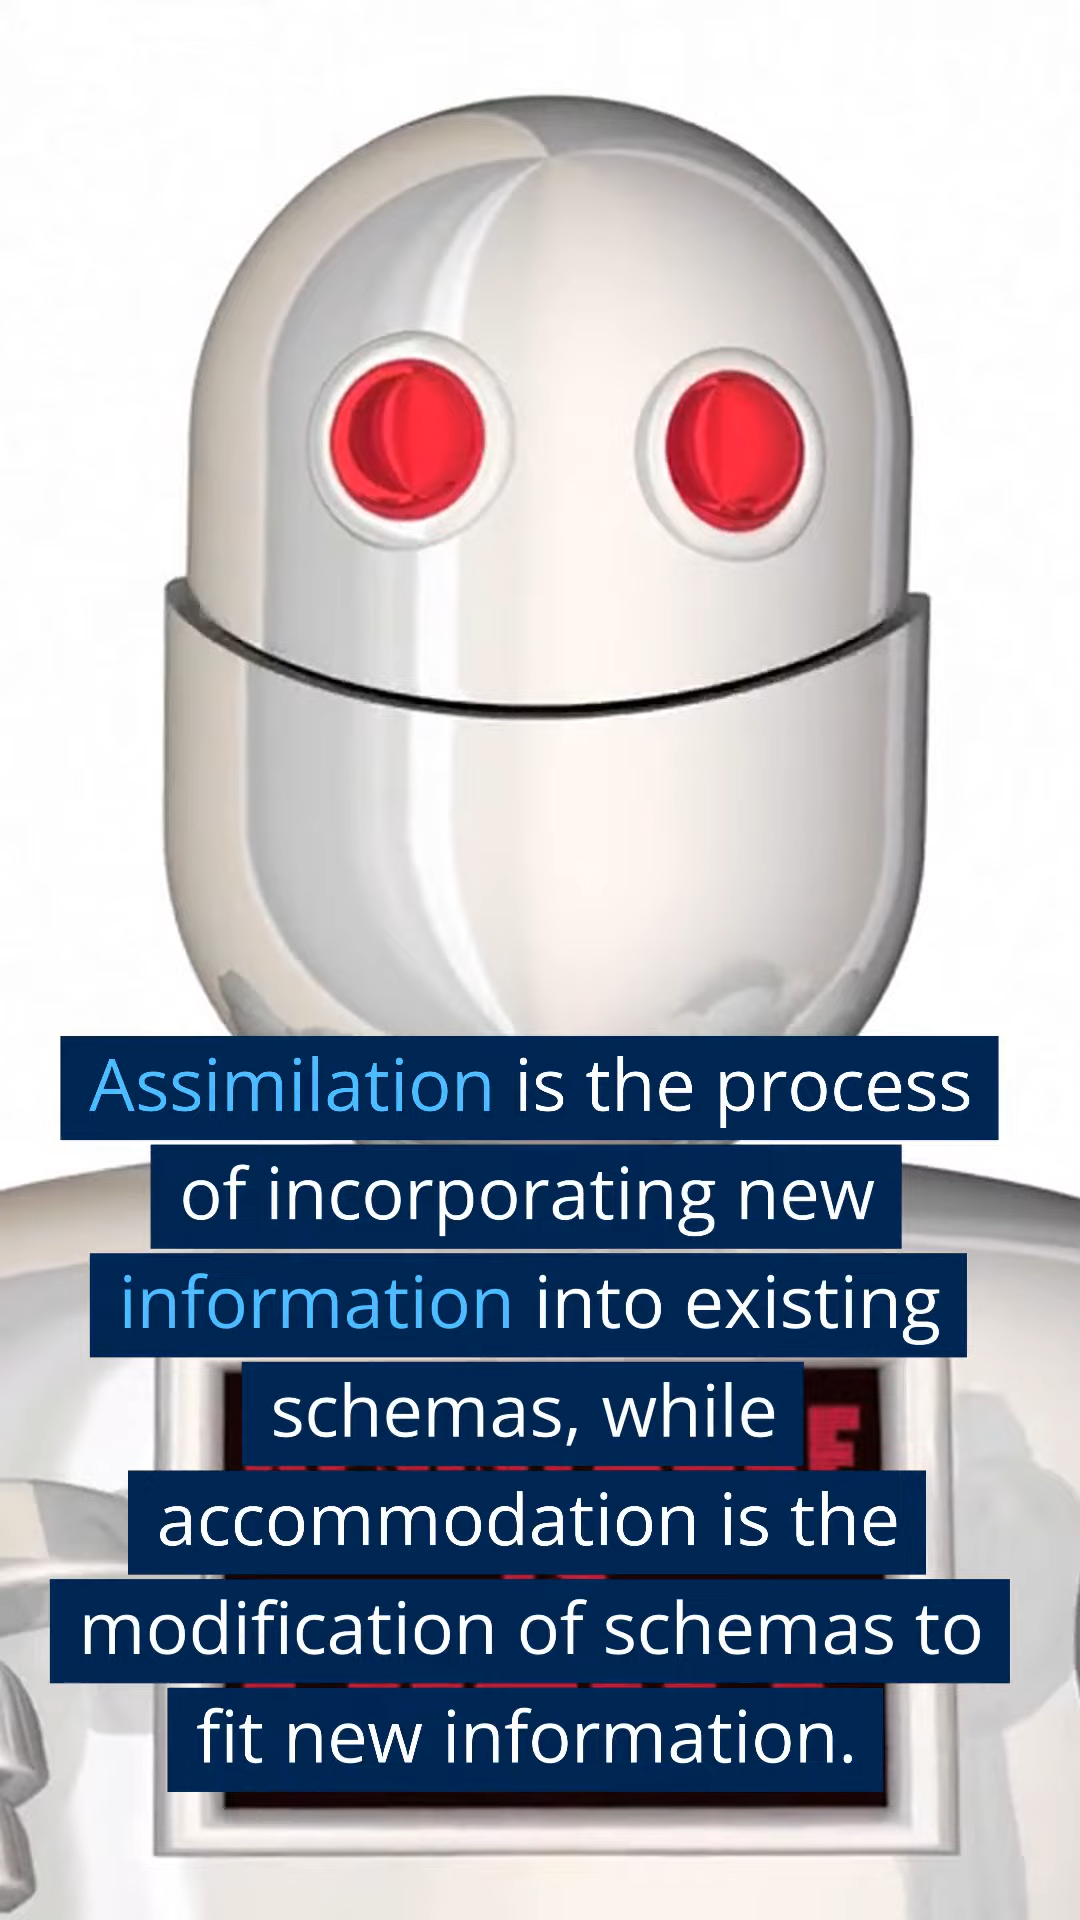 Assimilation is the process
of incorporating new
information into existing
schemas, while
accommodation is the
modification of schemas to
fit new information.